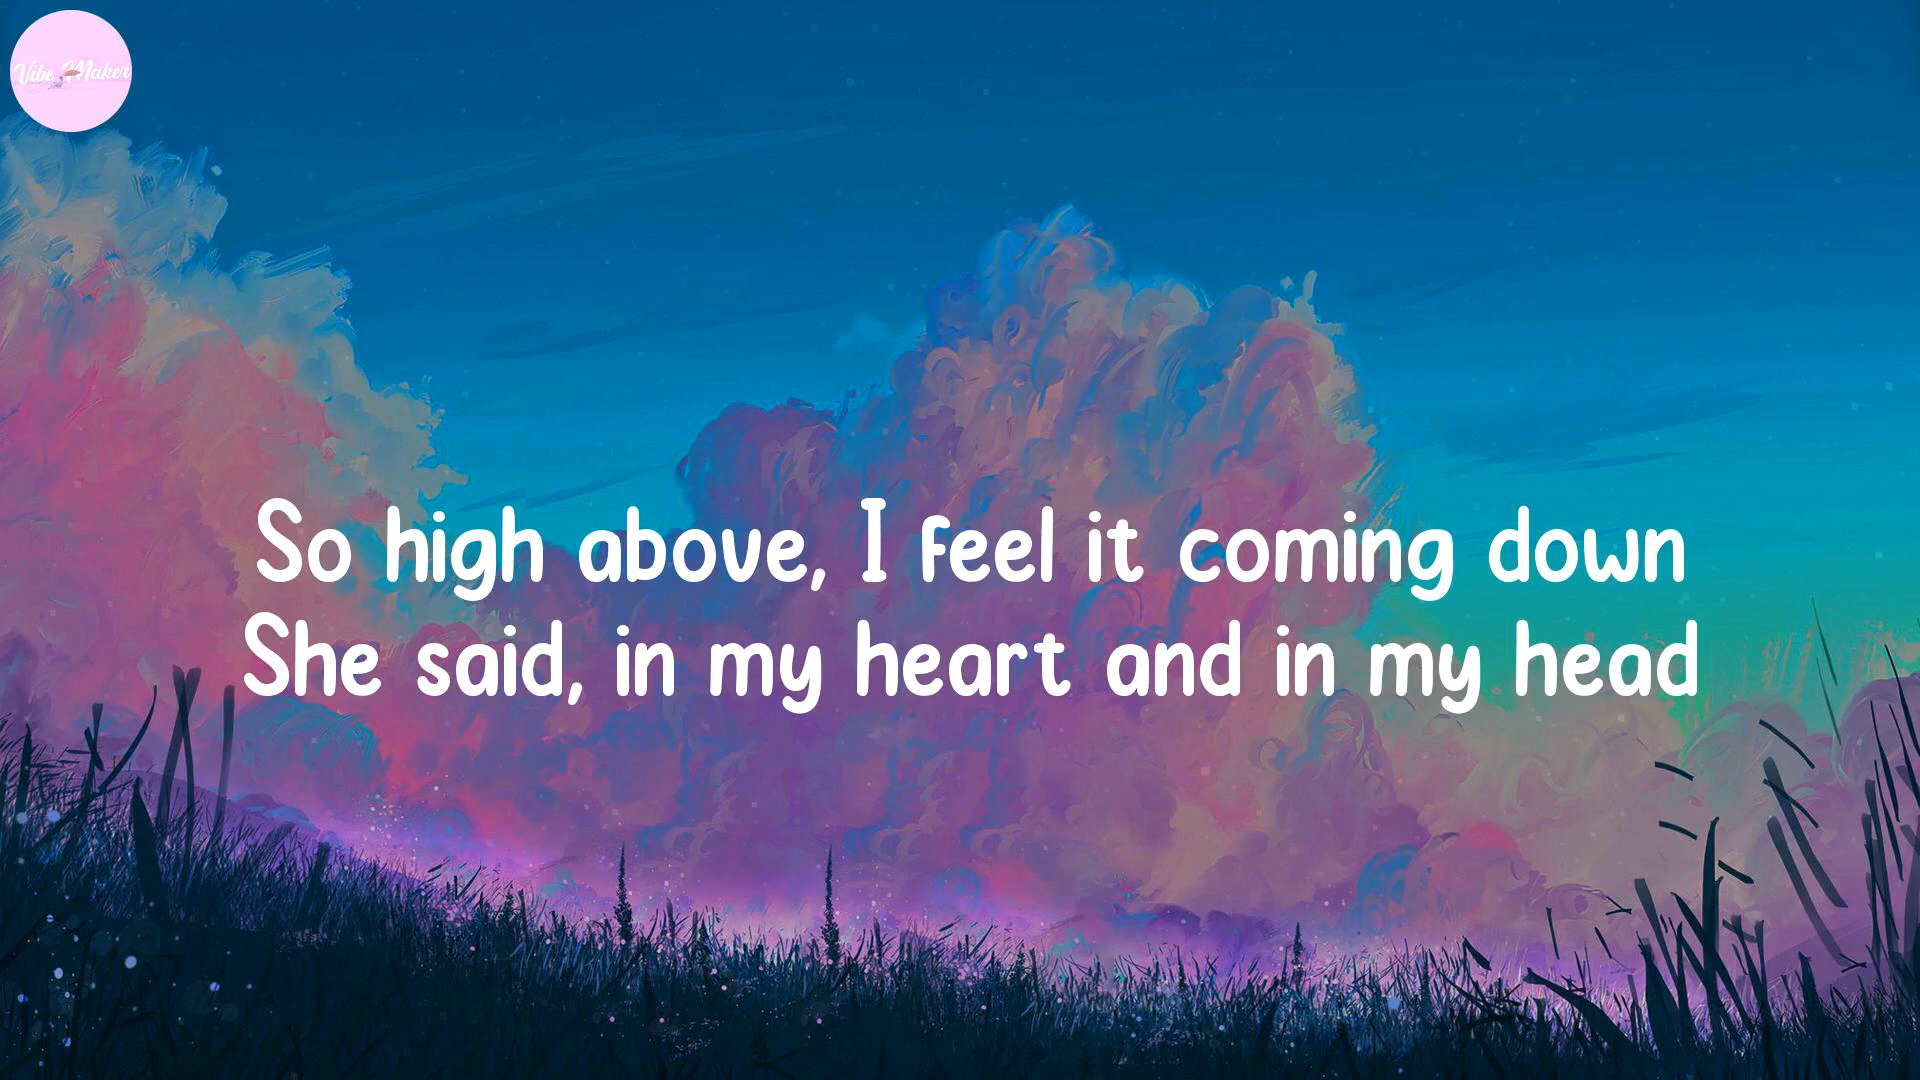 Vibe Maker
So high above, I feel it coming down
She said, in my heart and in my head